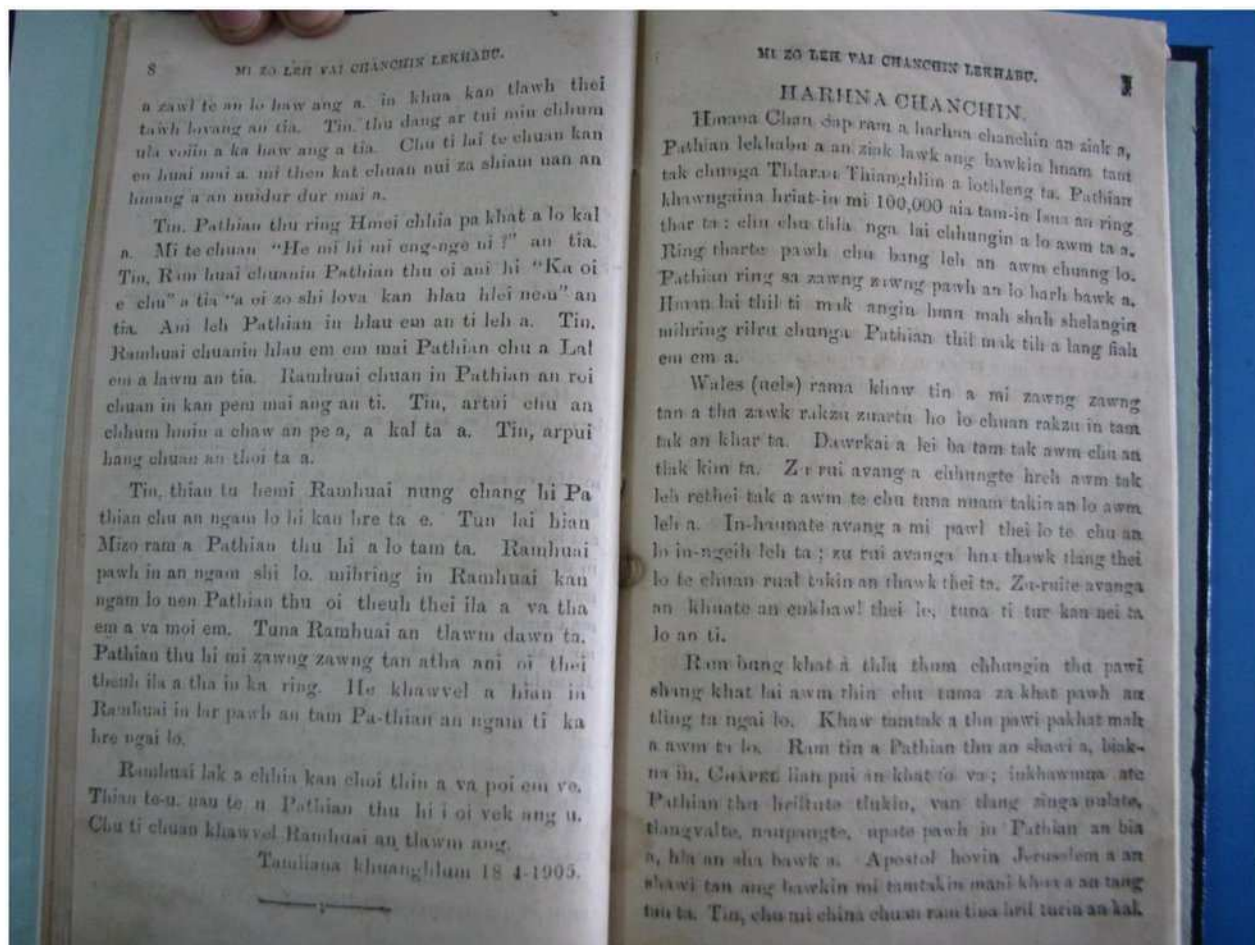 8 MI ZO LEH VAI CHANCHIN LEKHABU.
a zawl te an lo haw ang a. in khua kan tlawh thei
tawh lovang an tia. Tin. thu dang ar tui min chhum
ula voiin a ka haw ang a tia. Chu ti lai te chuan kan
en huai mai a. mi then kat chuan nui za shiam nan an
hmang a an nuidur dur mai a.
Tin. Pathian thu ring Hmei chhia pa khat a lo kal
a. Mi te chuan “He mi hi mi eng-nge ni ?” an tia.
Tin, Ram huai chuanin Pathian thu oi ani hi “Ka oi
e chu” a tia “a oi zo shi lova kan hlau hlei nem” an
tia. Ani leh Pathian in hlau em an ti leh a. Tin.
Ramhuai chuanin hlau em em mai Pathian chu a Lal
em a lawm an tia. Ramhuai chuan in Pathian an roi
chuan in kan pem mai ang an ti. Tin, artui chu an
chhum hmin a chaw an pe a, a kal ta a. Tin, arpui
hang chuan an thoi ta a.
Tin, thian tu hemi Ramhuai nung chang hi Pa
thian chu an ngam lo hi kan hre ta e. Tun lai hian
Mizo ram a Pathian thu hi a lo tam ta. Ramhuai
pawh in an ngam shi lo. mihring in Ramhuai kan
ngam lo nen Pathian thu oi theuh thei ila a va tha
em a va moi em. Tuna Ramhuai an tlawm dawn ta.
Pathian thu hi mi zawng zawng tan atha ani oi thei
theuh ila a tha in ka ring. He khawvel a hian in
Ramhuai in lar pawh an tam Pa-thian an ngam ti ka
hre ngai lo.
Ramhuai lak a chhia kan choi thin a va poi em ve.
Thian te-u. nau te u Pathian thu hi i oi vek ang u.
Chu ti chuan khawvel Ramhuai an tlawm ang.
Tamliana khuanghlum 18 4-1905.
MI ZO LEH VAI CHANCHIN LEKHABU.
HARHNA CHANCHIN.
Hmana Chan dap ram a harhna chanchin an ziak a,
Pathian lekhabu a an ziak lawk ang bawkin hnam tam
tak chunga Thlarau Thianghlim a lothleng ta. Pathian
khawngaina hriat-in mi 100,000 aia tam-in Isua an ring
thar ta : chu chu thla nga lai chhungin a lo awm ta a.
Ring tharte pawh chu bang leh an awm chuang lo.
Pathian ring sa zawng zawng pawh an lo harh bawk a.
Hman lai thil ti mak angin hmu mah shah shelangin
mihring rilru chunga Pathian thil mak tih a lang fiah
em em a.
Wales (uels) rama khaw tin a mi zawng zawng
tan a tha zawk rakzu zuartu ho lo chuan rakzu in tam
tak an khar ta. Dawrkai a lei ba tam tak awm chu an
tlak kim ta. Zu rui avang a chhungte hreh awm tak
leh rethei tak a awm te chu tuna nuam takin an lo awm
leh a. In-haunate avang a mi pawl thei lo te chu an
lo in-ngeih leh ta ; zu rui avanga hna thawk tlang thei
lo te chuan rual takin an thawk thei ta. Zu-ruite avanga
an khuate an enkhawl thei lo, tuna ti tur kan nei ta
lo an ti.
Ram bung khat a thla thum chhungin thu pawi
shang khat lai awm thin chu tuma za khat pawh an
tling ta ngai lo. Khaw tamtak a thu pawi pakhat mah
a awm ta lo. Ram tin a Pathian thu an shawi a, biak-
na in, CHAPEL lian pui an khat lo va ; inkhawmna ate
Pathian thu hriltute tlukin, van tlang zinga nulate,
tlangvalte, naupangte, upate pawh in Pathian an bia
a, hla an sha bawk a. Apostol hovin Jerusalem a an
shawi tan ang bawkin mi tamtakin mani khua a an tang
tan ta. Tin, chu mi china chuan ram tina hril turin an kal.